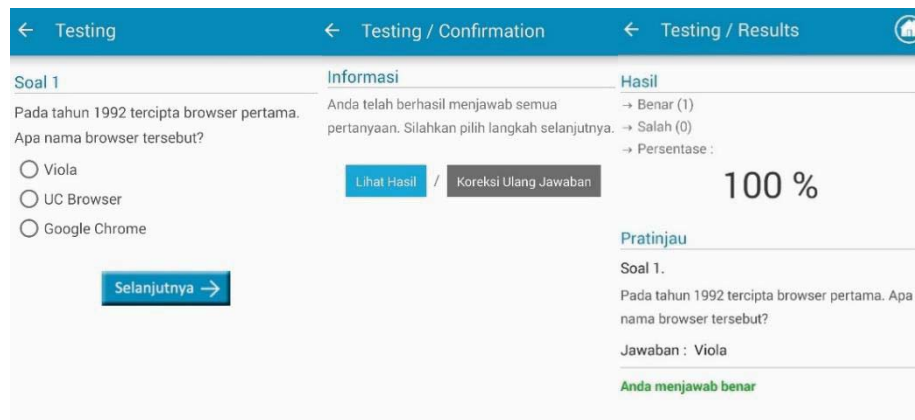 ← Testing
Soal 1
Pada tahun 1992 tercipta browser pertama.
Apa nama browser tersebut?
Viola
UC Browser
Google Chrome
Selanjutnya →
← Testing / Confirmation
Informasi
Anda telah berhasil menjawab semua
pertanyaan. Silahkan pilih langkah selanjutnya.
Lihat Hasil / Koreksi Ulang Jawaban
← Testing / Results
Hasil
→ Benar (1)
→ Salah (0)
→ Persentase :
100 %
Pratinjau
Soal 1.
Pada tahun 1992 tercipta browser pertama. Apa
nama browser tersebut?
Jawaban : Viola
Anda menjawab benar